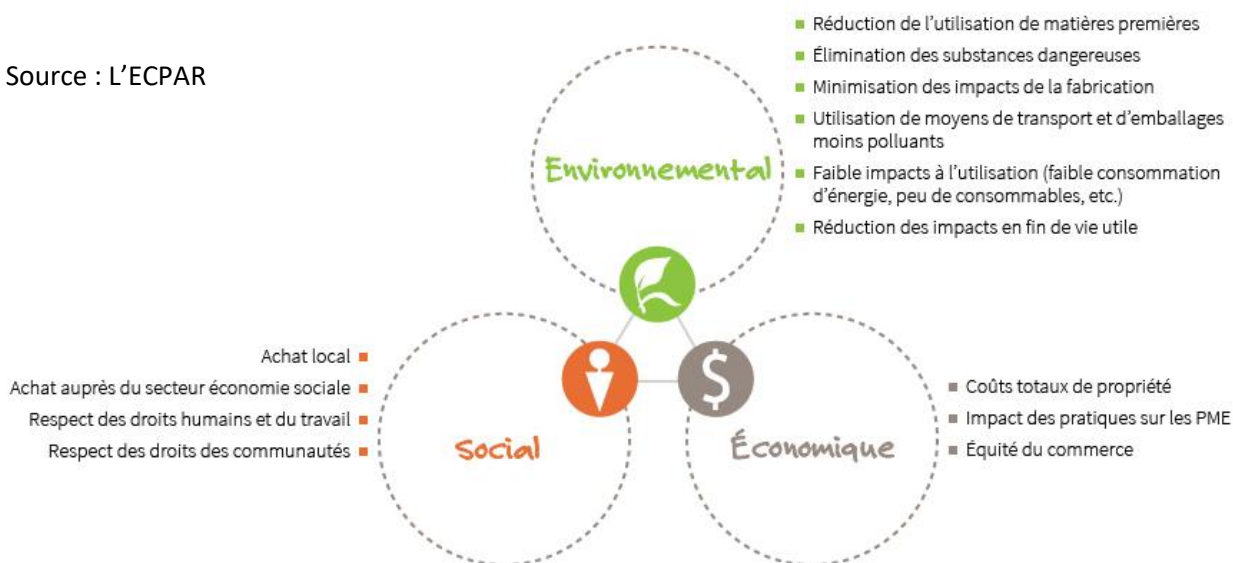 Source : L'ECPAR
Environnemental
Réduction de l'utilisation de matières premières
Élimination des substances dangereuses
Minimisation des impacts de la fabrication
Utilisation de moyens de transport et d'emballages
moins polluants
Faible impacts à l'utilisation (faible consommation
d'énergie, peu de consommables, etc.)
Réduction des impacts en fin de vie utile
Achat local
Achat auprès du secteur économie sociale
Respect des droits humains et du travail
Respect des droits des communautés
Social
$
Économique
Coûts totaux de propriété
Impact des pratiques sur les PME
Équité du commerce